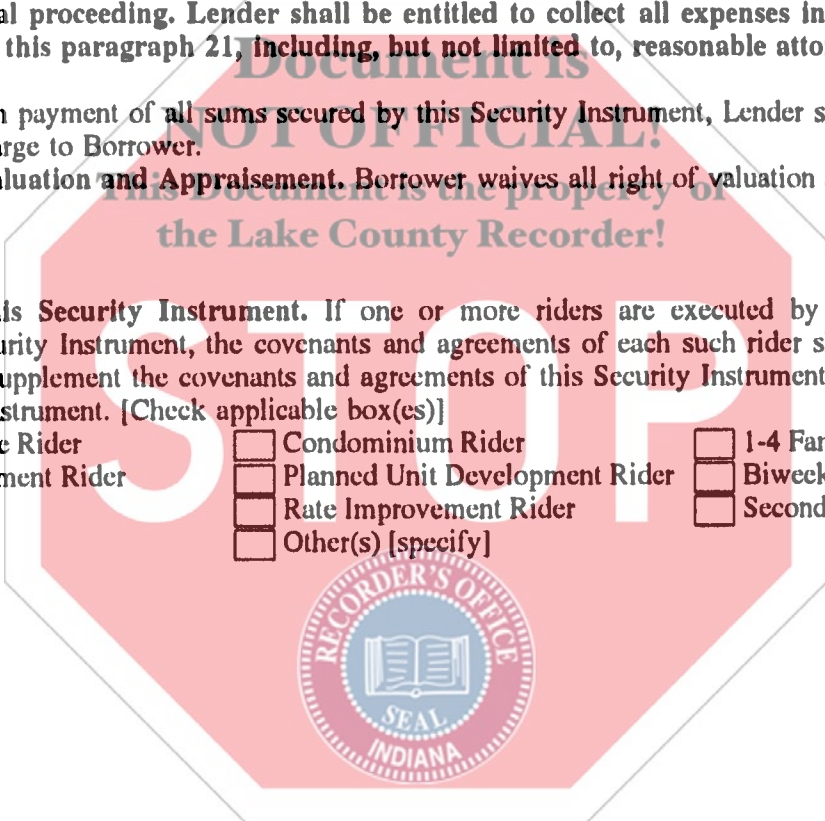 al proceeding. Lender shall be entitled to collect all expenses in
this paragraph 21, including, but not limited to, reasonable atto
Document is
payment of all sums secured by this Security Instrument, Lender s
NOT OFFICIAL!
arge to Borrower.
aluation and Appraisement. Borrower waives all right of valuation
This Document is the property of
the Lake County Recorder!
is Security Instrument. If one or more riders are executed by
urity Instrument, the covenants and agreements of each such rider s
upplement the covenants and agreements of this Security Instrument
strument. [Check applicable box(es)]
STOP
e Rider
Condominium Rider
1-4 Fam
ment Rider
Planned Unit Development Rider
Biweek
Rate Improvement Rider
Second
Other(s) [specify]
RECORDER'S OFFICE
SEAL
INDIANA